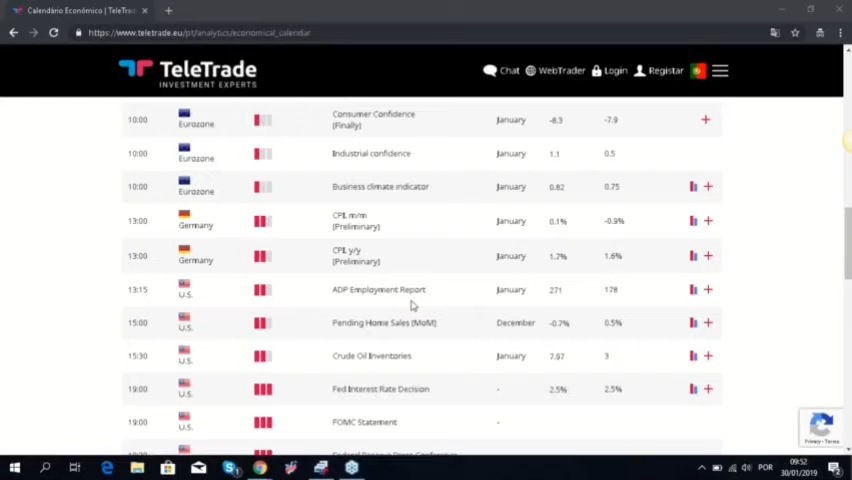 Calendário Económico | TeleTrade
https://www.teletrade.eu/pt/analytics/economical_calendar
TeleTrade
INVESTMENT EXPERTS
Chat WebTrader Login Registar
10:00 Eurozone Consumer Confidence (Finally) January -8.3 -7.9
10:00 Eurozone Industrial confidence January 1.1 0.5
10:00 Eurozone Business climate indicator January 0.82 0.75
13:00 Germany CPI, m/m (Preliminary) January 0.1% -0.9%
13:00 Germany CPI, y/y (Preliminary) January 1.7% 1.6%
13:15 U.S. ADP Employment Report January 271 178
15:00 U.S. Pending Home Sales (MoM) December -0.7% 0.5%
15:30 U.S. Crude Oil Inventories January 7.97 3
19:00 U.S. Fed Interest Rate Decision - 2.5% 2.5%
19:00 U.S. FOMC Statement -
Privacy - Terms
POR
09:52
30/01/2019